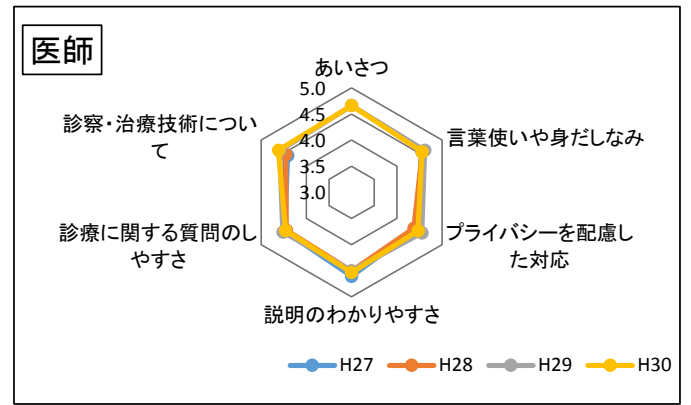 医師
あいさつ
5.0
4.5
4.0
3.5
3.0
言葉使いや身だしなみ
プライバシーを配慮し
た対応
説明のわかりやすさ
診療に関する質問のし
やすさ
診察・治療技術につい
て
H27 H28 H29 H30